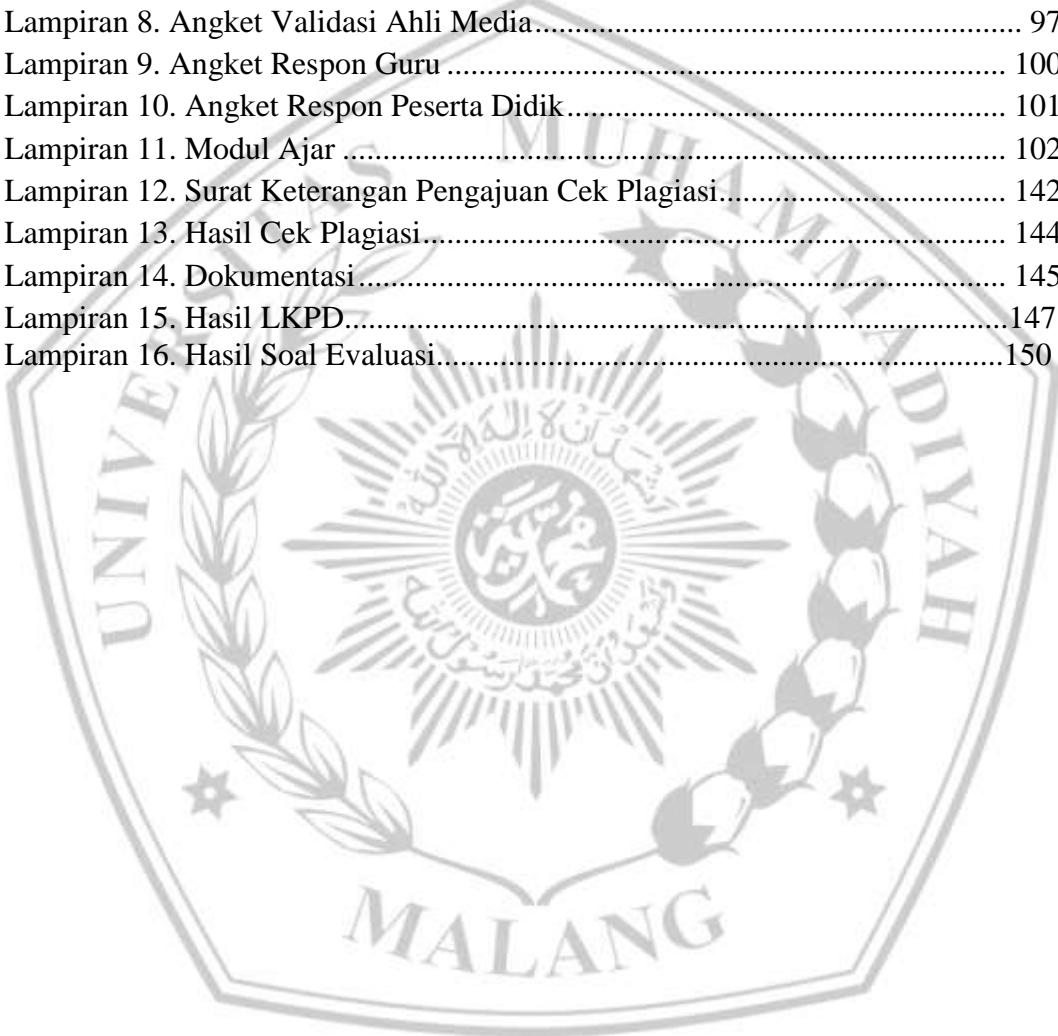 Lampiran 8. Angket Validasi Ahli Media............................................................. 97
Lampiran 9. Angket Respon Guru ...................................................................... 100
Lampiran 10. Angket Respon Peserta Didik....................................................... 101
Lampiran 11. Modul Ajar ................................................................................... 102
Lampiran 12. Surat Keterangan Pengajuan Cek Plagiasi.................................... 142
Lampiran 13. Hasil Cek Plagiasi......................................................................... 144
Lampiran 14. Dokumentasi ................................................................................. 145
Lampiran 15. Hasil LKPD...................................................................................147
Lampiran 16. Hasil Soal Evaluasi.......................................................................150
UNIVERSITAS MUHAMMADIYAH
MALANG